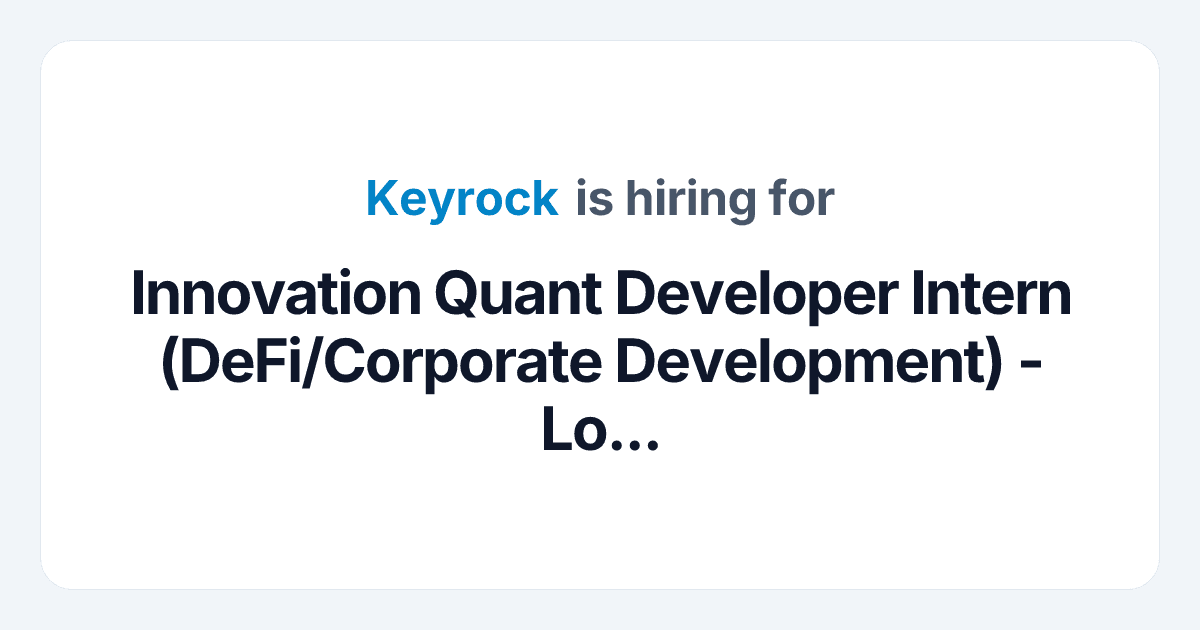 Keyrock is hiring for
Innovation Quant Developer Intern
(DeFi/Corporate Development) -
Lo...